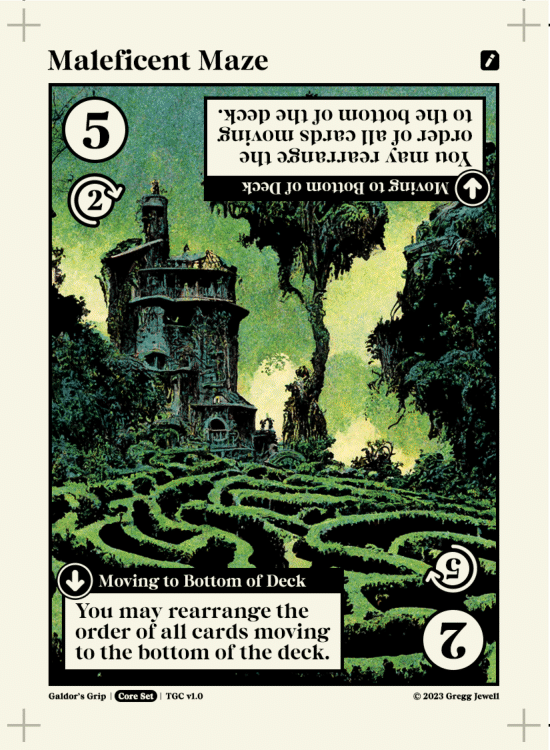 Maleficent Maze
5
2
You may rearrange the
order of all cards moving
to the bottom of the deck.
Moving to Bottom of Deck
Moving to Bottom of Deck
You may rearrange the
order of all cards moving
to the bottom of the deck.
5
2
Galdor's Grip | Core Set | TGC v1.0
© 2023 Gregg Jewell